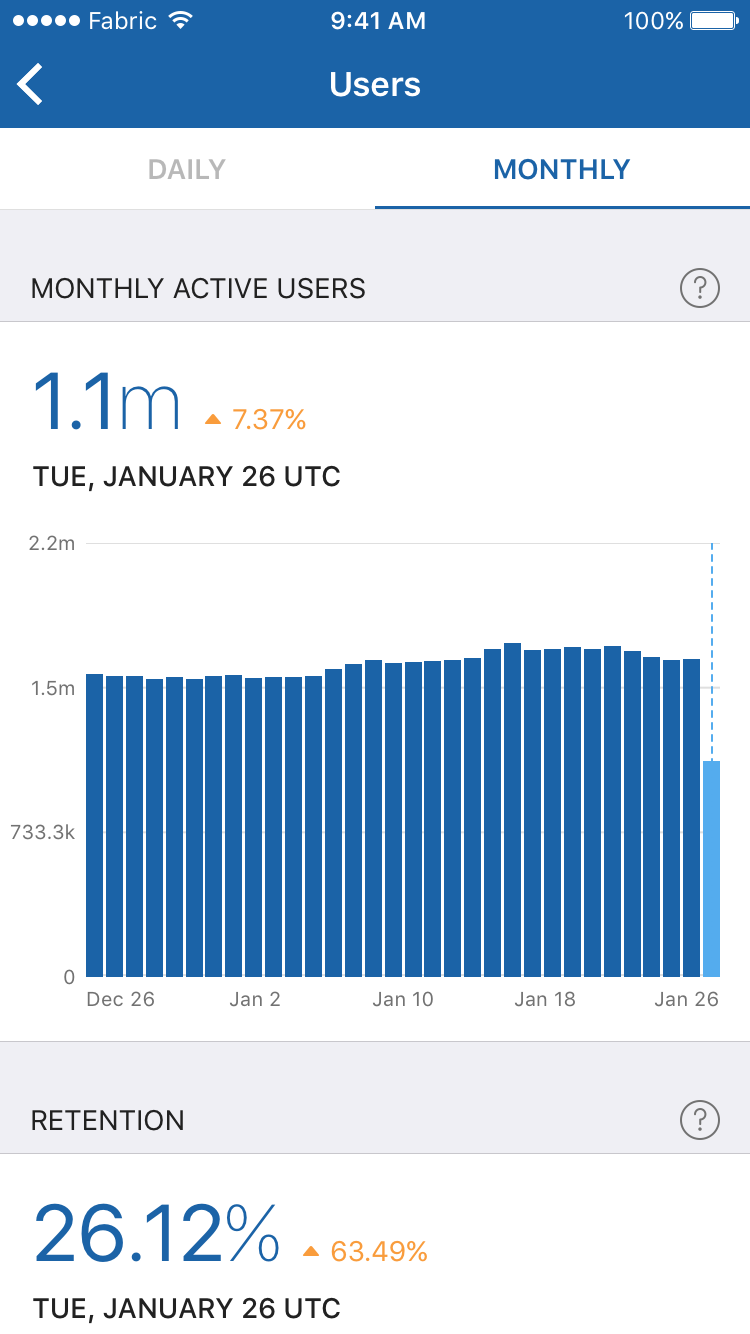 Fabric 9:41 AM 100%
Users
DAILY MONTHLY
MONTHLY ACTIVE USERS ?
1.1m 7.37%
TUE, JANUARY 26 UTC
2.2m
1.5m
733.3k
0
Dec 26 Jan 2 Jan 10 Jan 18 Jan 26
RETENTION ?
26.12% 63.49%
TUE, JANUARY 26 UTC